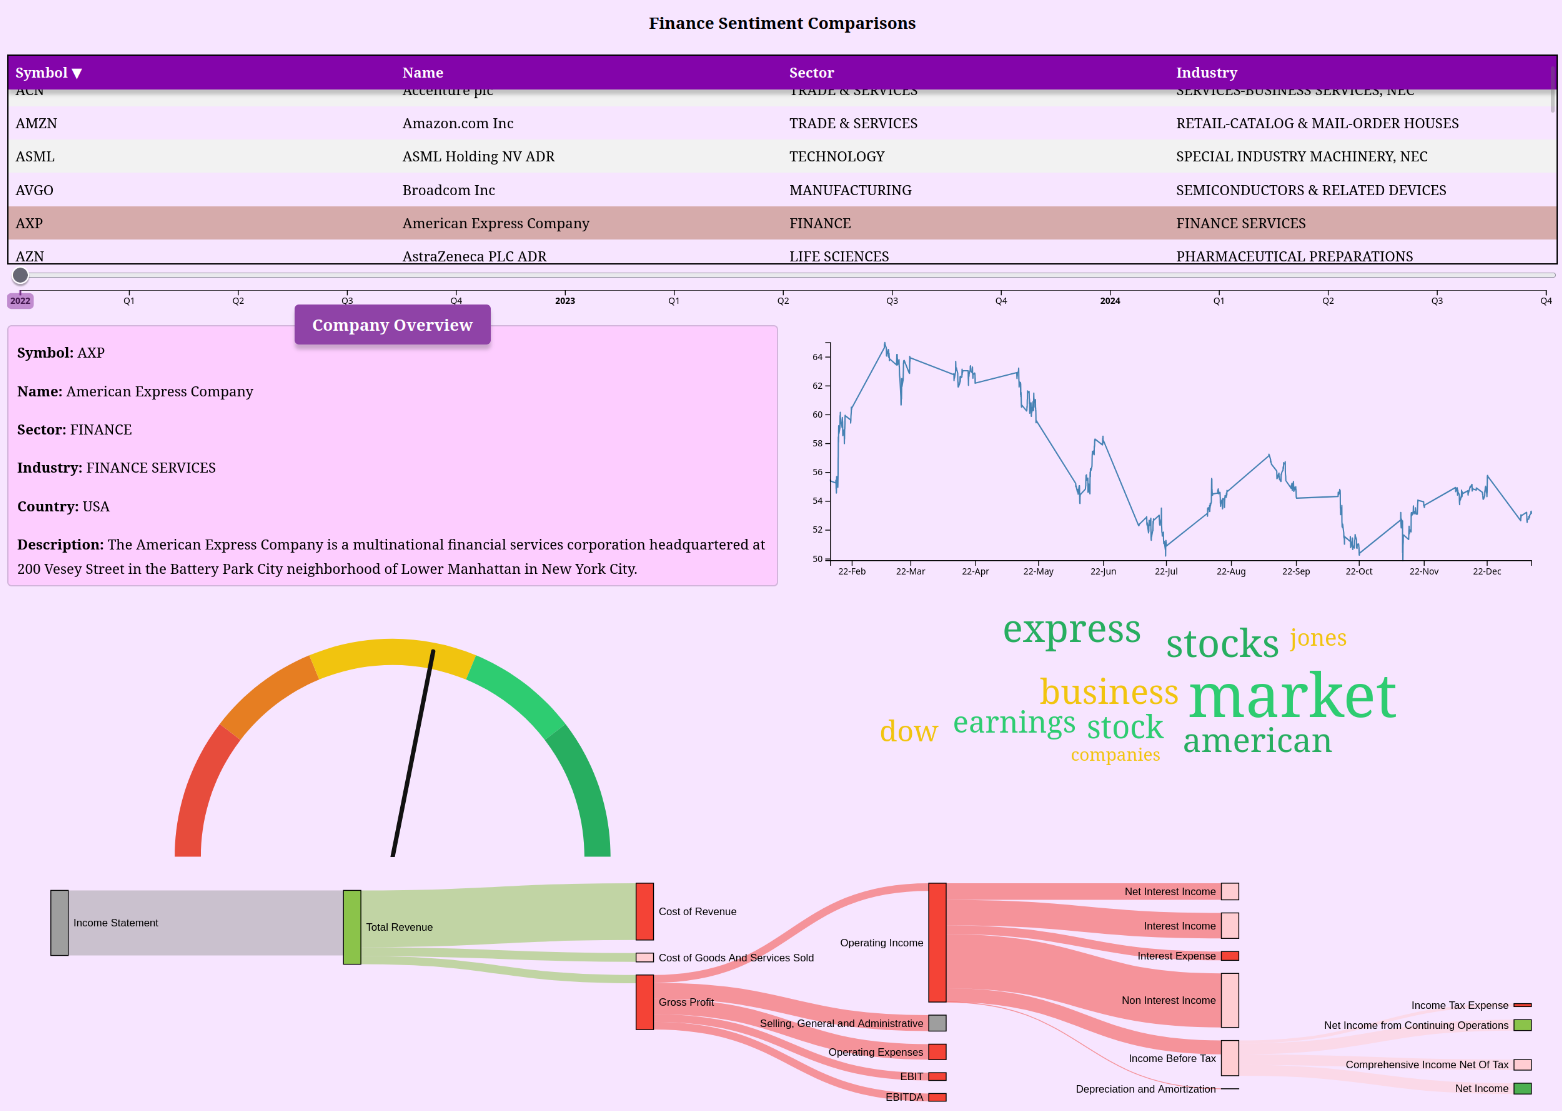 Finance Sentiment Comparisons
Symbol ▼ Name Sector Industry
ACN Accenture plc TRADE & SERVICES SERVICES-BUSINESS SERVICES, NEC
AMZN Amazon.com Inc TRADE & SERVICES RETAIL-CATALOG & MAIL-ORDER HOUSES
ASML ASML Holding NV ADR TECHNOLOGY SPECIAL INDUSTRY MACHINERY, NEC
AVGO Broadcom Inc MANUFACTURING SEMICONDUCTORS & RELATED DEVICES
AXP American Express Company FINANCE FINANCE SERVICES
AZN AstraZeneca PLC ADR LIFE SCIENCES PHARMACEUTICAL PREPARATIONS
2022 Q1 Q2 Q3 Q4 2023 Q1 Q2 Q3 Q4 2024 Q1 Q2 Q3 Q4
Company Overview
Symbol: AXP
Name: American Express Company
Sector: FINANCE
Industry: FINANCE SERVICES
Country: USA
Description: The American Express Company is a multinational financial services corporation headquartered at
200 Vesey Street in the Battery Park City neighborhood of Lower Manhattan in New York City.
64
62
60
58
56
54
52
50
22-Feb 22-Mar 22-Apr 22-May 22-Jun 22-Jul 22-Aug 22-Sep 22-Oct 22-Nov 22-Dec
express
stocks
jones
business
market
dow
earnings
stock
american
companies
Income Statement
Total Revenue
Cost of Revenue
Cost of Goods And Services Sold
Gross Profit
Operating Income
Selling, General and Administrative
Operating Expenses
EBIT
EBITDA
Net Interest Income
Interest Income
Interest Expense
Non Interest Income
Income Before Tax
Depreciation and Amortization
Income Tax Expense
Net Income from Continuing Operations
Comprehensive Income Net Of Tax
Net Income